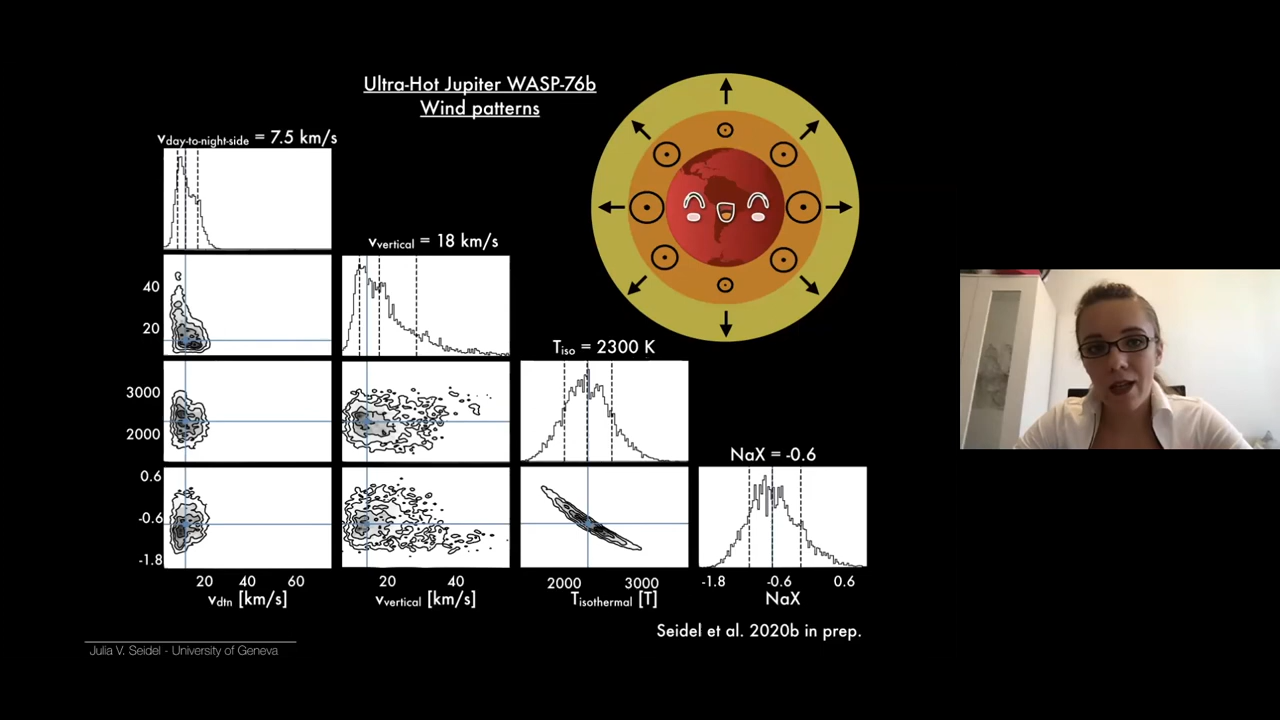 Ultra-Hot Jupiter WASP-76b
Wind patterns
vday-to-night-side = 7.5 km/s
vvertical = 18 km/s
40
20
Tiso = 2300 K
3000
2000
NaX = -0.6
0.6
-0.6
-1.8
20 40 60
20 40
2000 3000
-1.8 -0.6 0.6
vdtn [km/s]
vvertical [km/s]
Tisothermal [T]
NaX
Seidel et al. 2020b in prep.
Julia V. Seidel - University of Geneva